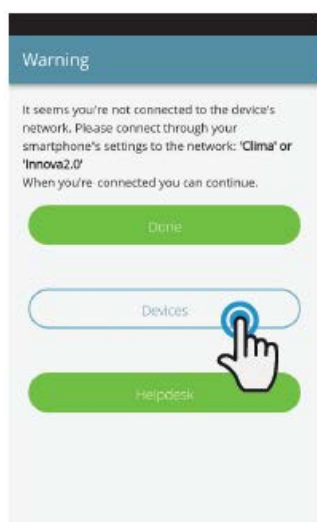 Warning
It seems you're not connected to the device's
network. Please connect through your
smartphone's settings to the network: 'Clima' or
'Innova2.0'
When you're connected you can continue.
Done
Devices
Helpdesk